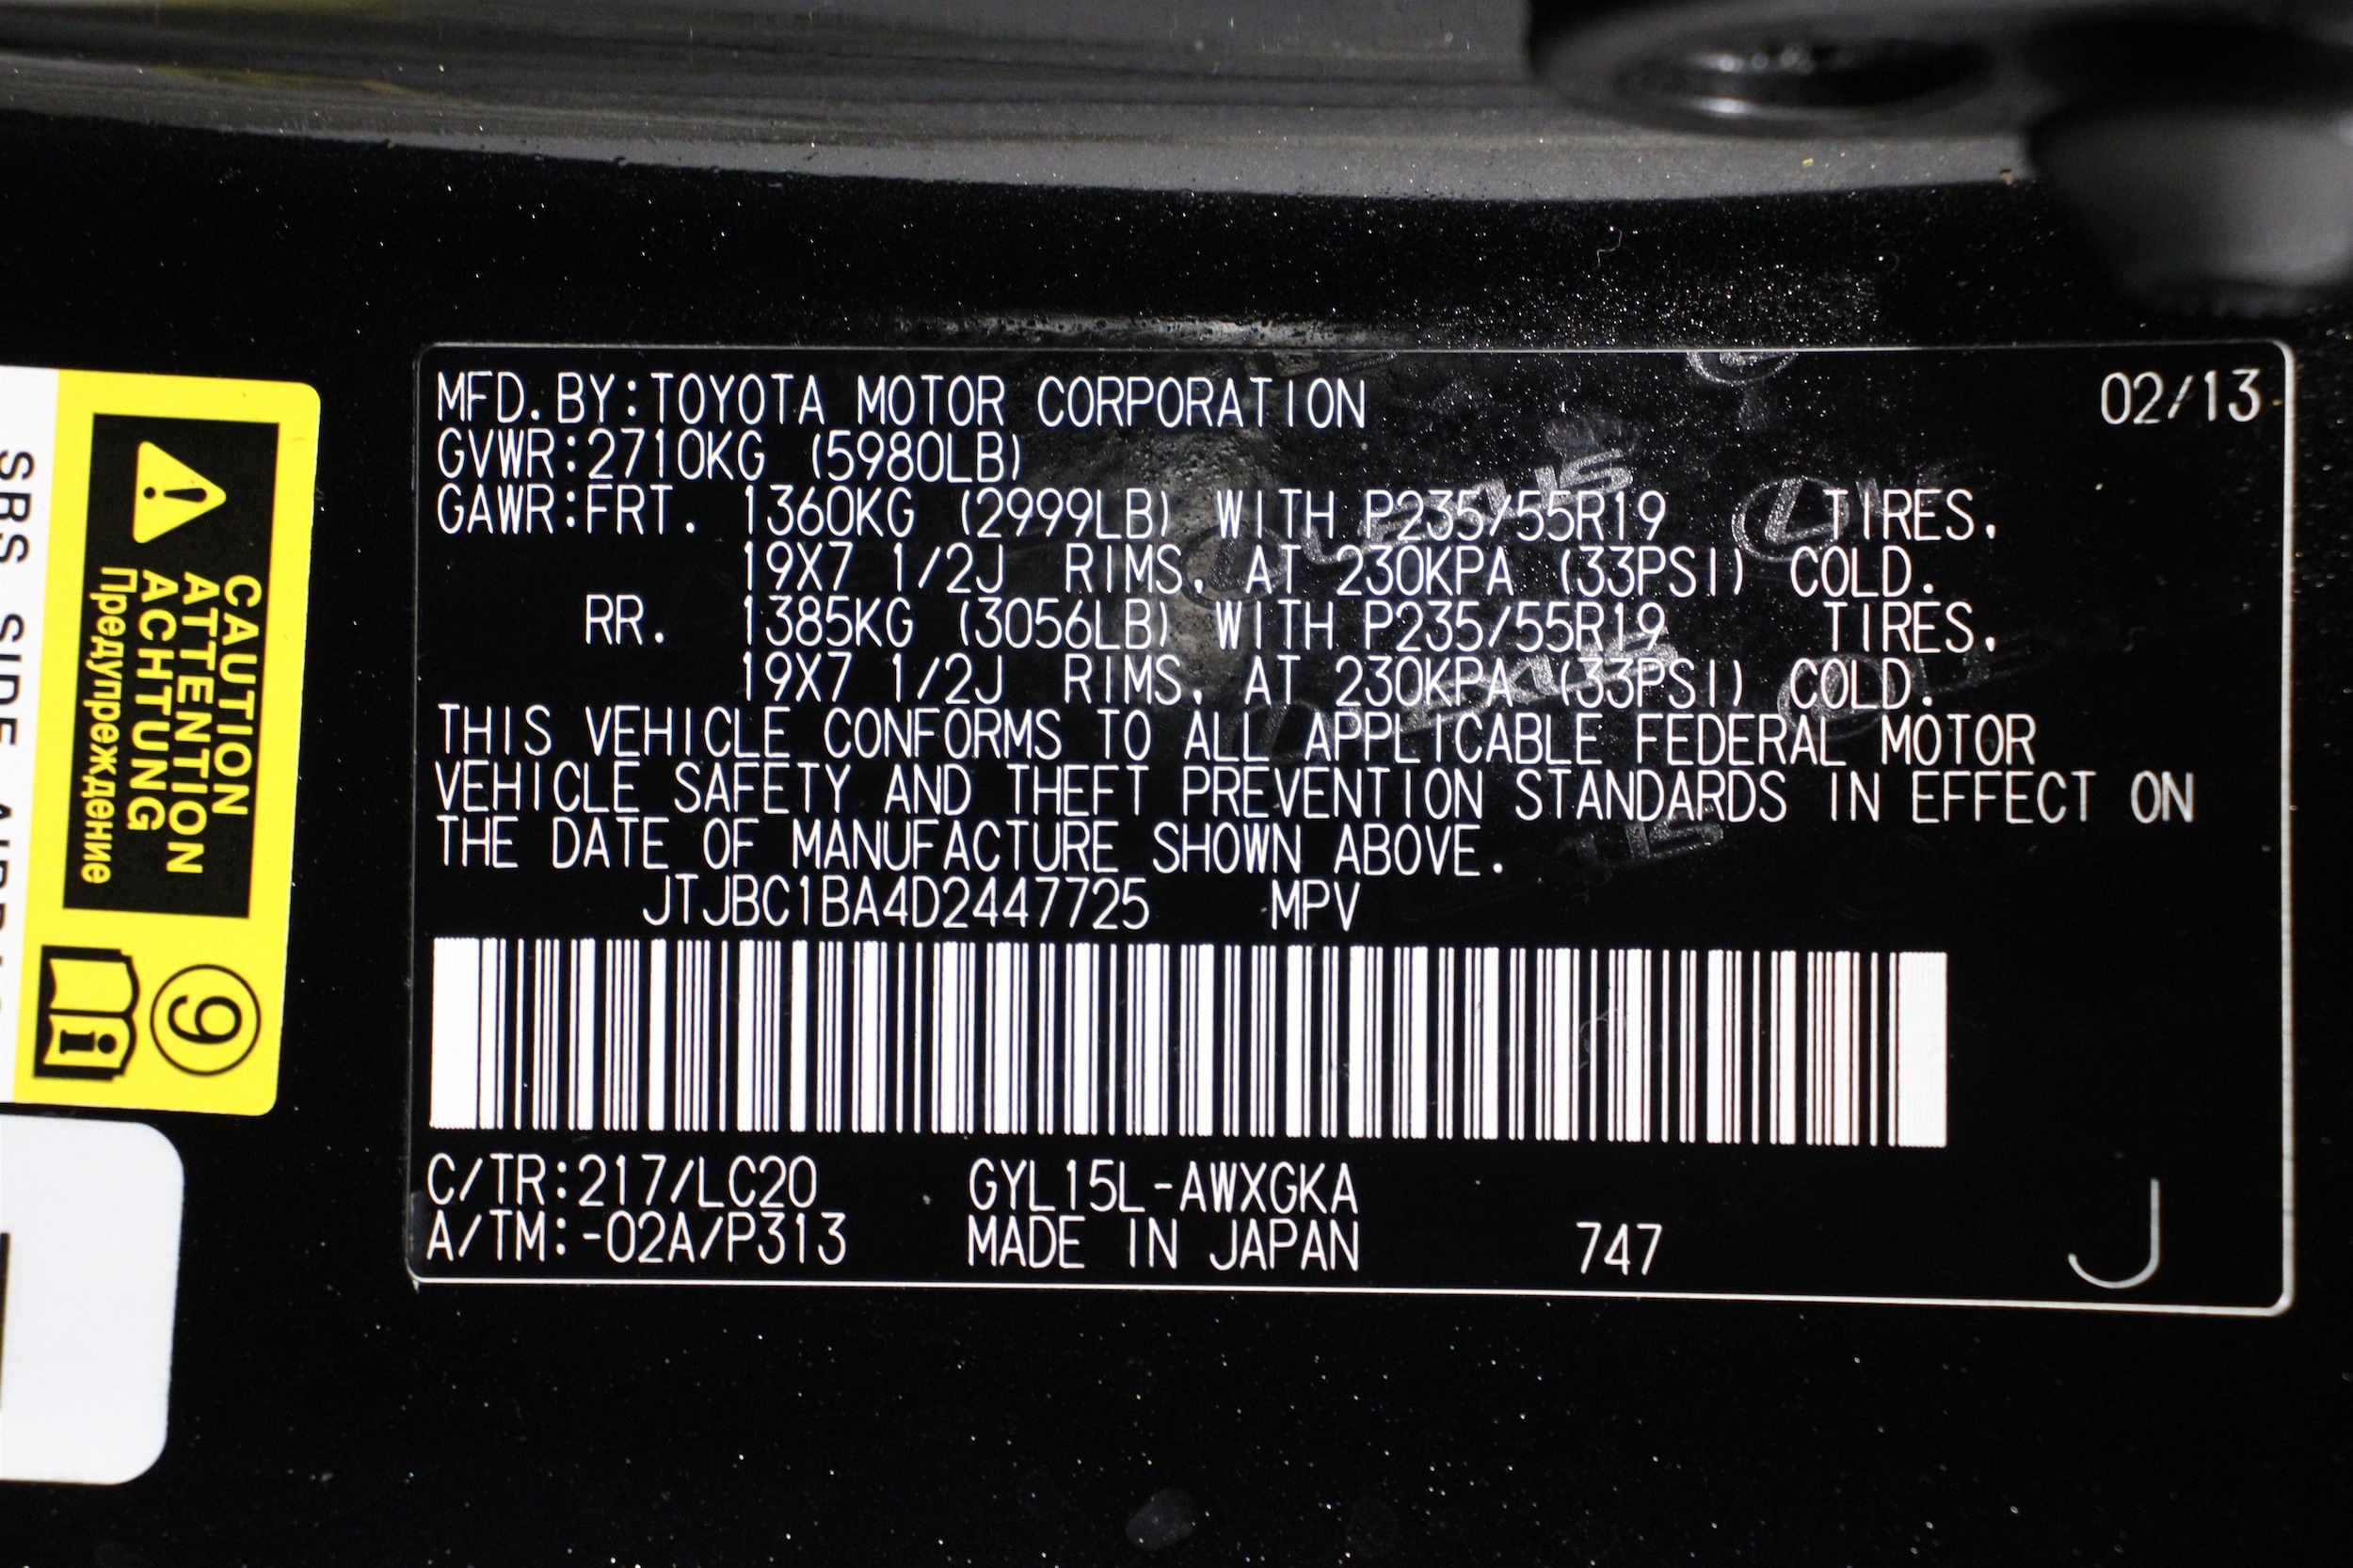 MFD.BY:TOYOTA MOTOR CORPORATION 02/13
GVWR:2710KG (5980LB)
GAWR:FRT. 1360KG (2999LB) WITH P235/55R19 TIRES.
19X7 1/2J RIMS, AT 230KPA (33PSI) COLD.
RR. 1385KG (3056LB) WITH P235/55R19 TIRES.
19X7 1/2J RIMS, AT 230KPA (33PSI) COLD.
THIS VEHICLE CONFORMS TO ALL APPLICABLE FEDERAL MOTOR
VEHICLE SAFETY AND THEFT PREVENTION STANDARDS IN EFFECT ON
THE DATE OF MANUFACTURE SHOWN ABOVE.
JTJBC1BA4D2447725 MPV
C/TR:217/LC20 GYL15L-AWXGKA
A/TM:-02A/P313 MADE IN JAPAN 747 J
CAUTION
ATTENTION
ACHTUNG
Предупреждение
9
i
SBS SIDE